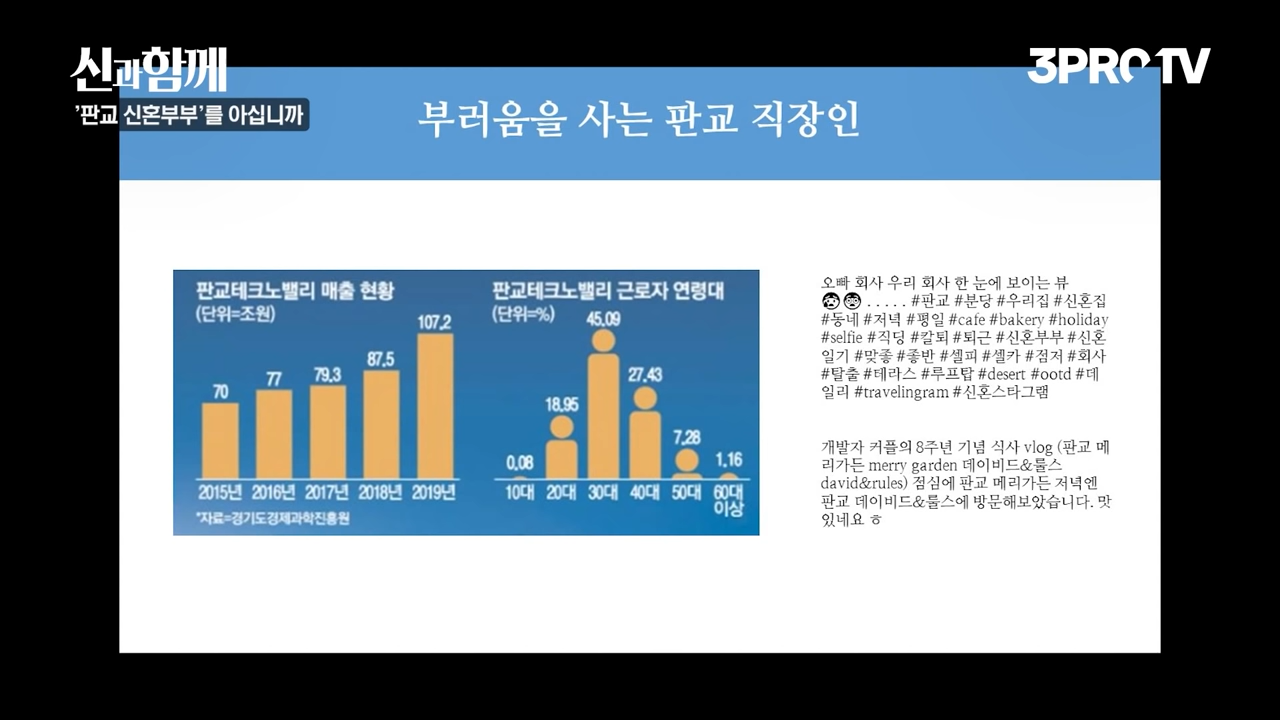 신과함께
3PROTV
'판교 신혼부부'를 아십니까
부러움을 사는 판교 직장인
판교테크노밸리 매출 현황
(단위=조원)
70
77
79.3
87.5
107.2
2015년 2016년 2017년 2018년 2019년
*자료=경기도경제과학진흥원
판교테크노밸리 근로자 연령대
(단위=%)
0.08
18.95
45.09
27.43
7.28
1.16
10대 20대 30대 40대 50대 60대
이상
오빠 회사 우리 회사 한 눈에 보이는 뷰
. . . . . #판교 #분당 #우리집 #신혼집
#동네 #저녁 #평일 #cafe #bakery #holiday
#selfie #직딩 #칼퇴 #퇴근 #신혼부부 #신혼
일기 #맞좋 #좋반 #셀피 #셀카 #점저 #회사
#탈출 #테라스 #루프탑 #desert #ootd #데
일리 #travelingram #신혼스타그램
개발자 커플의 8주년 기념 식사 vlog (판교 메
리가든 merry garden 데이비드&룰스
david&rules) 점심에 판교 메리가든 저녁엔
판교 데이비드&룰스에 방문해보았습니다. 맛
있네요 ㅎ